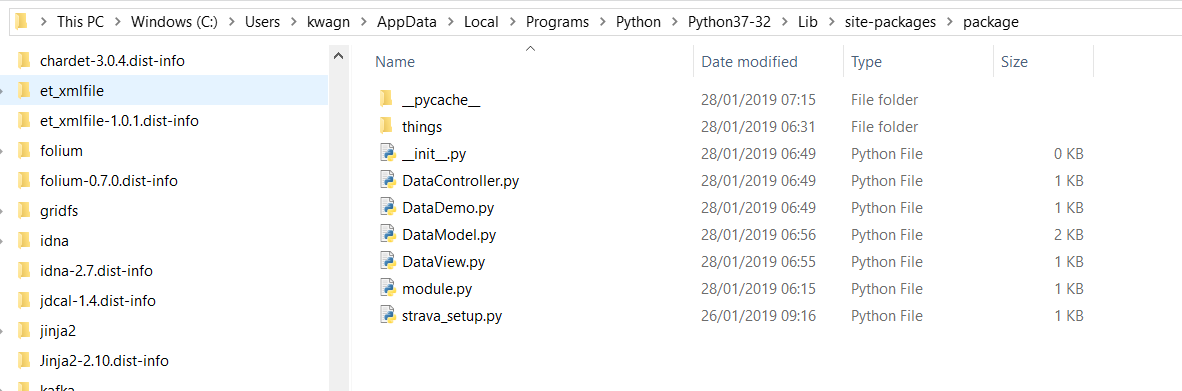 This PC > Windows (C:) > Users > kwagn > AppData > Local > Programs > Python > Python37-32 > Lib > site-packages > package
chardet-3.0.4.dist-info
et_xmlfile
et_xmlfile-1.0.1.dist-info
folium
folium-0.7.0.dist-info
gridfs
idna
idna-2.7.dist-info
jdcal-1.4.dist-info
jinja2
Jinja2-2.10.dist-info
kafka
Name Date modified Type Size
__pycache__ 28/01/2019 07:15 File folder
things 28/01/2019 06:31 File folder
__init__.py 28/01/2019 06:49 Python File 0 KB
DataController.py 28/01/2019 06:49 Python File 1 KB
DataDemo.py 28/01/2019 06:49 Python File 1 KB
DataModel.py 28/01/2019 06:56 Python File 2 KB
DataView.py 28/01/2019 06:55 Python File 1 KB
module.py 28/01/2019 06:15 Python File 1 KB
strava_setup.py 26/01/2019 09:16 Python File 1 KB